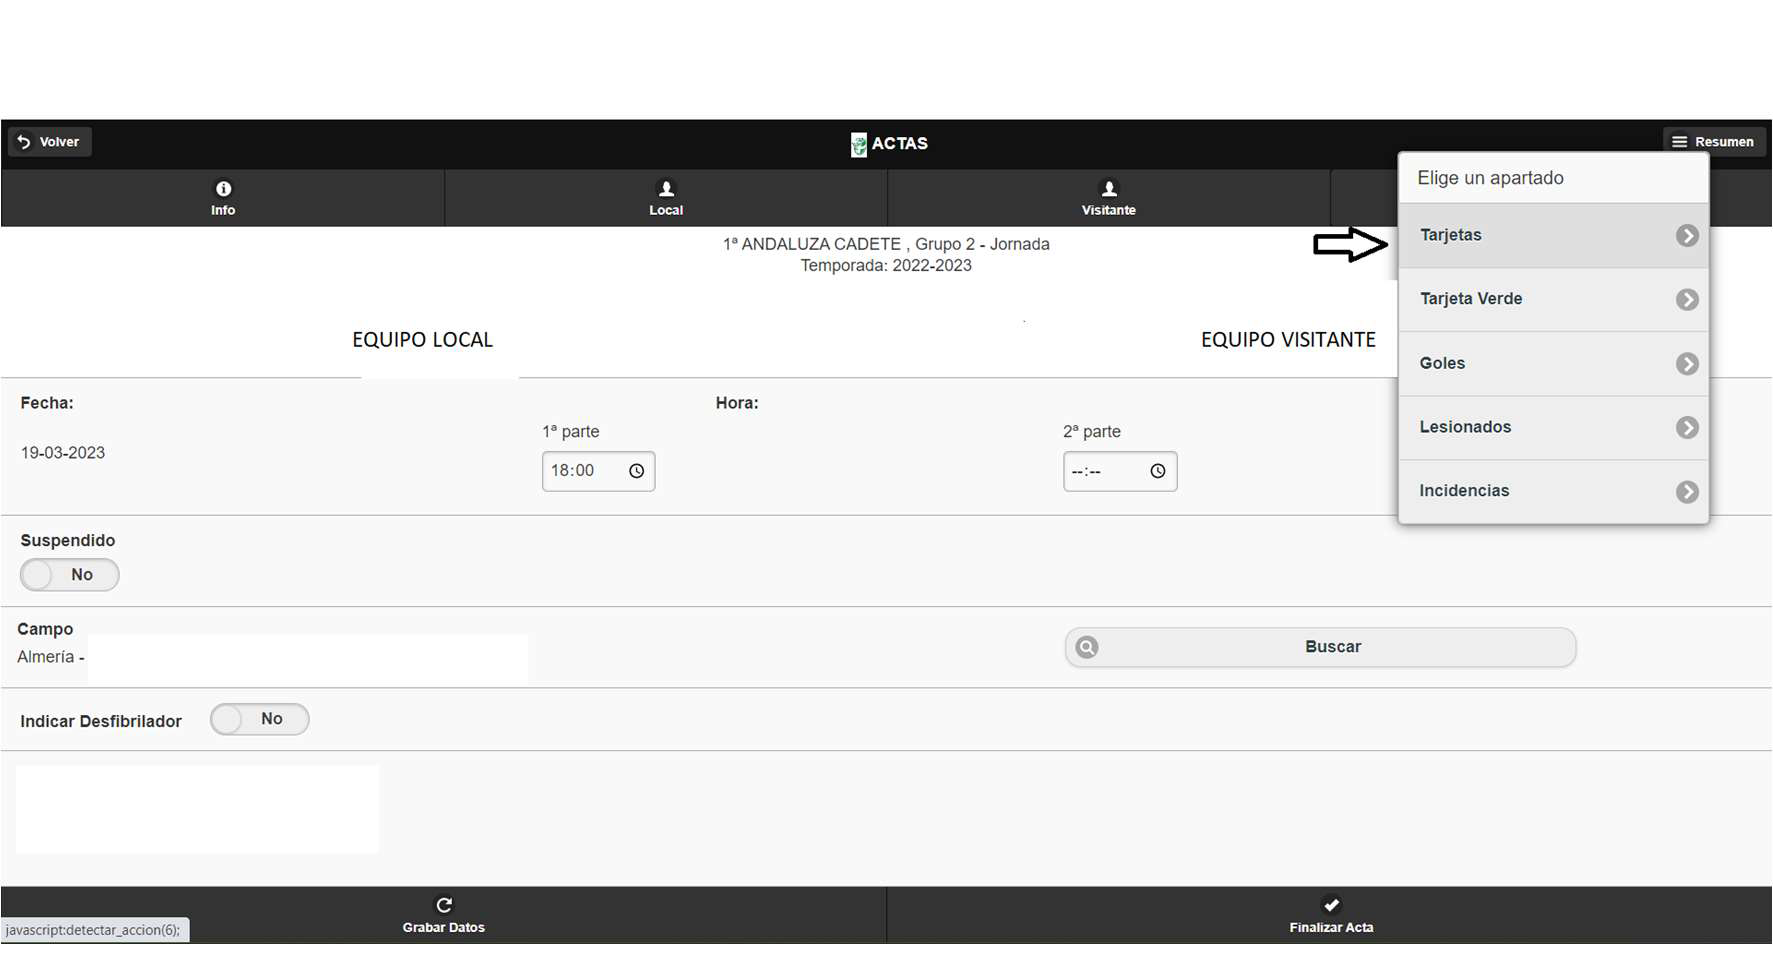 Volver
ACTAS
Resumen
Info
Local
Visitante
Elige un apartado
Tarjetas
Tarjeta Verde
Goles
Lesionados
Incidencias
1ª ANDALUZA CADETE , Grupo 2 - Jornada
Temporada: 2022-2023
EQUIPO LOCAL
EQUIPO VISITANTE
Fecha:
Hora:
19-03-2023
1ª parte
18:00
2ª parte
--:--
Suspendido
No
Campo
Almería -
Buscar
Indicar Desfibrilador
No
Grabar Datos
Finalizar Acta
javascript:detectar_accion(6);